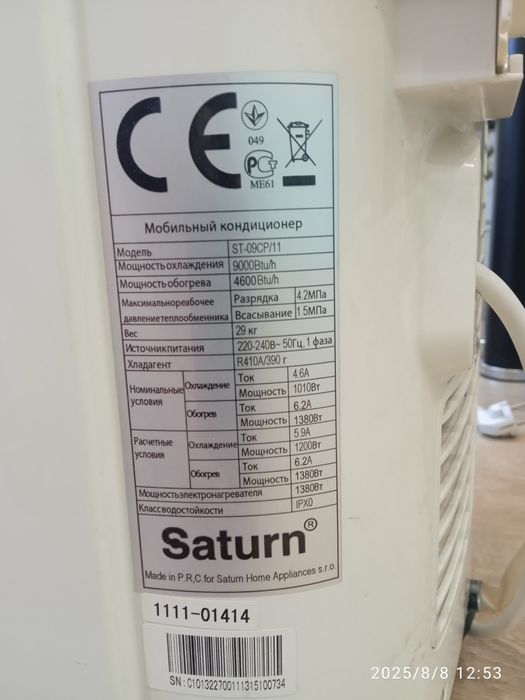 CE
049
РСТ
ME61
Мобильный кондиционер
Модель ST-09CP/11
Мощность охлаждения 9000Btu/h
Мощность обогрева 4600Btu/h
Максимальнорeабочее давлениетеплообменника Разрядка 4.2МПа
Всасывание 1.5МПа
Вес 29 кг
Источникпитания 220-240В~ 50Гц, 1 фаза
Хладагент R410A/390 г
Номинальные условия Охлаждение Ток 4.6А
Мощность 1010Вт
Обогрев Ток 6.2А
Мощность 1380Вт
Расчетные условия Охлаждение Ток 5.9А
Мощность 1200Вт
Обогрев Ток 6.2А
Мощность 1380Вт
Мощностьэлектронагревателя 1380Вт
Классводостойкости IPX0
Saturn®
Made in P.R,C.for Saturn Home Appliances s.r.o.
1111-01414
SN: C101322700111315100734
2025/8/8 12:53